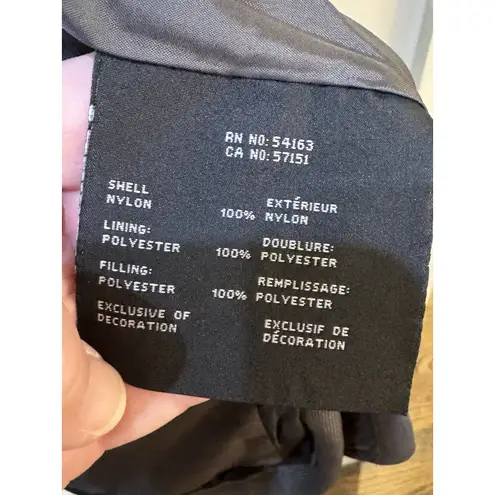 RN NO: 54163
CA NO: 57151
SHELL
NYLON 100% EXTÉRIEUR
NYLON
LINING:
POLYESTER 100% DOUBLURE:
POLYESTER
FILLING:
POLYESTER 100% REMPLISSAGE:
POLYESTER
EXCLUSIVE OF
DECORATION
EXCLUSIF DE
DÉCORATION